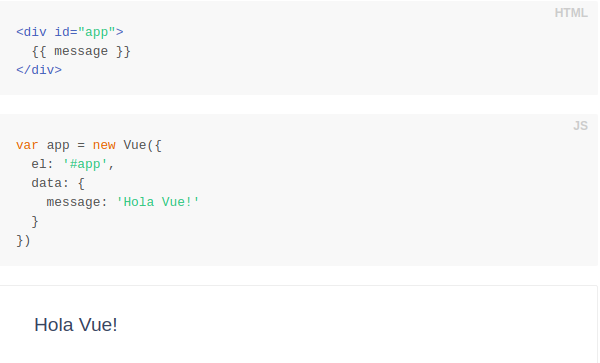 HTML
<div id="app">
  {{ message }}
</div>
JS
var app = new Vue({
  el: '#app',
  data: {
    message: 'Hola Vue!'
  }
})
Hola Vue!